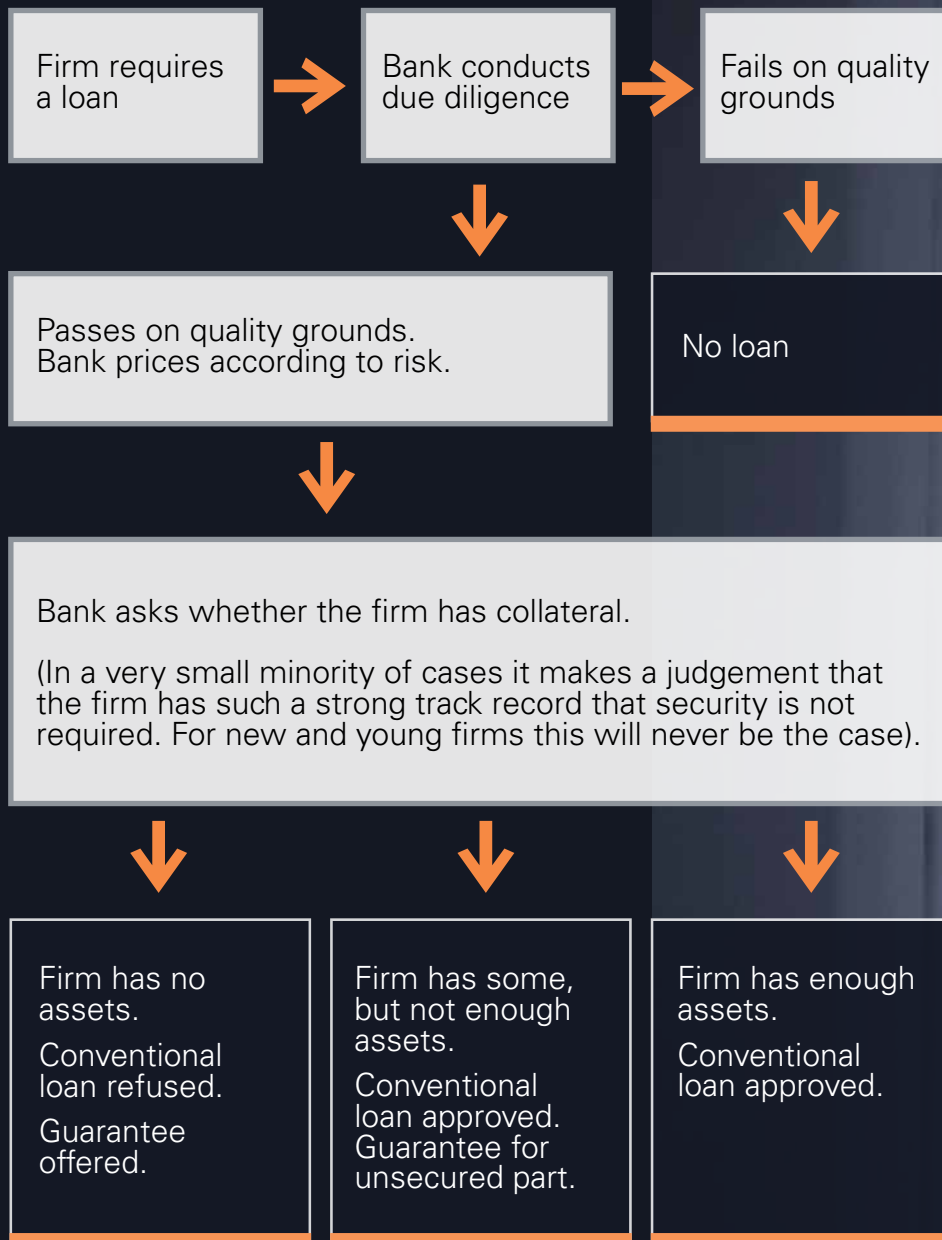 Firm requires
a loan
Bank conducts
due diligence
Fails on quality
grounds
Passes on quality grounds.
Bank prices according to risk.
No loan
Bank asks whether the firm has collateral.
(In a very small minority of cases it makes a judgement that
the firm has such a strong track record that security is not
required. For new and young firms this will never be the case).
Firm has no
assets.
Conventional
loan refused.
Guarantee
offered.
Firm has some,
but not enough
assets.
Conventional
loan approved.
Guarantee for
unsecured part.
Firm has enough
assets.
Conventional
loan approved.